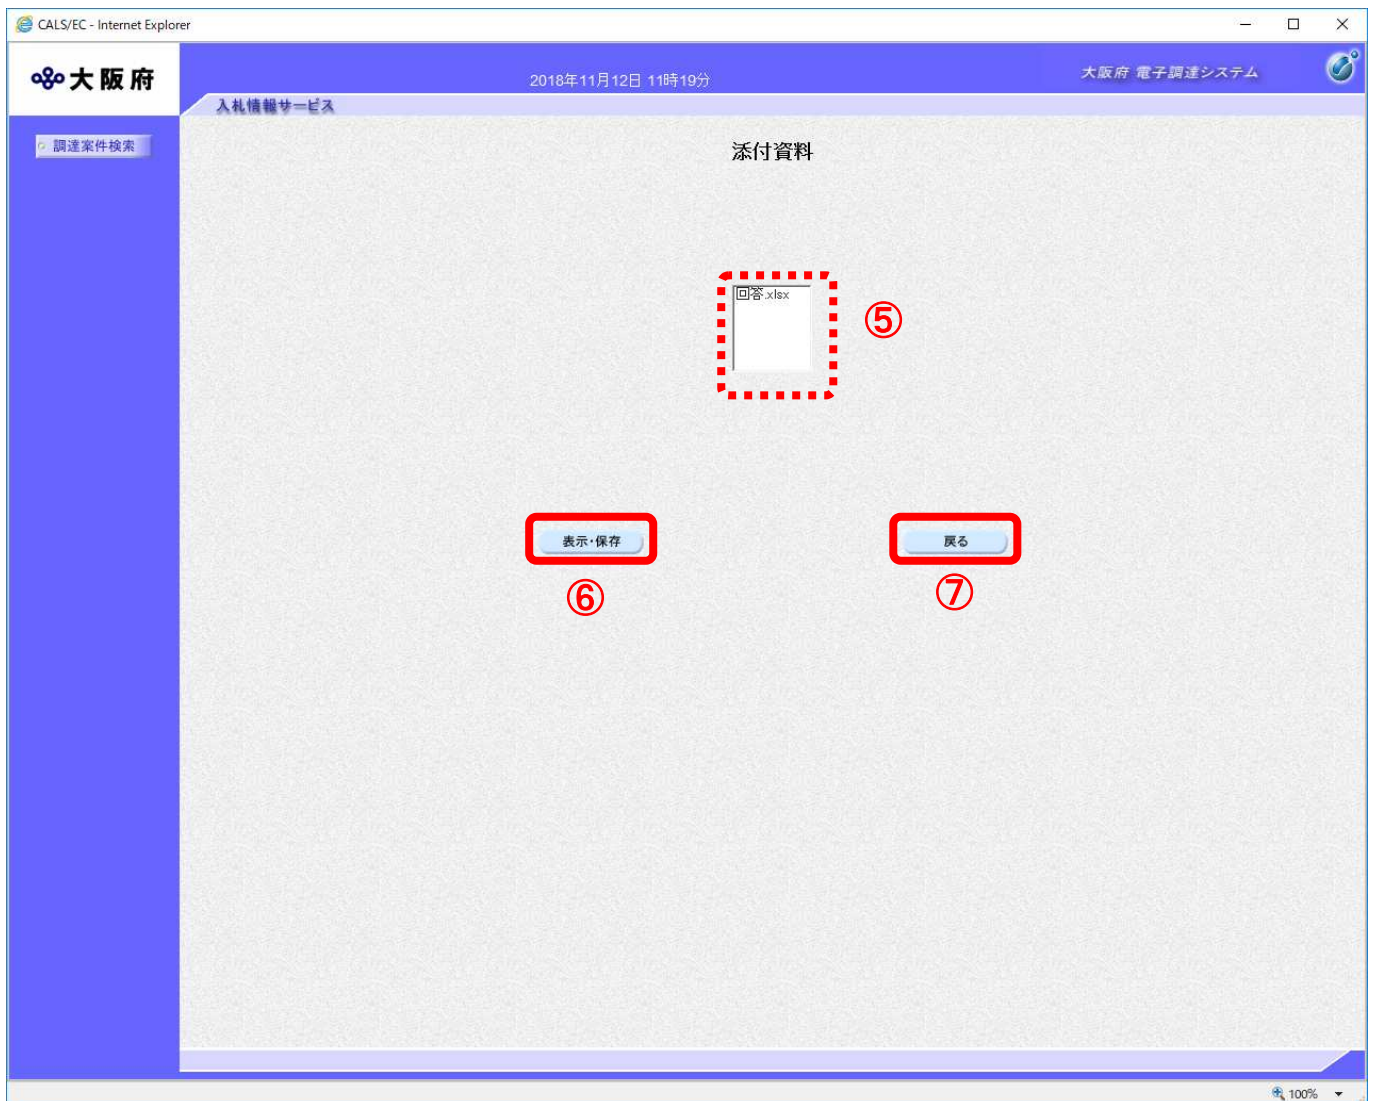 CALS/EC - Internet Explorer
大阪府
2018年11月12日 11時19分
大阪府 電子調達システム
入札情報サービス
調達案件検索
添付資料
回答.xlsx
⑤
表示・保存
戻る
⑥
⑦
100%